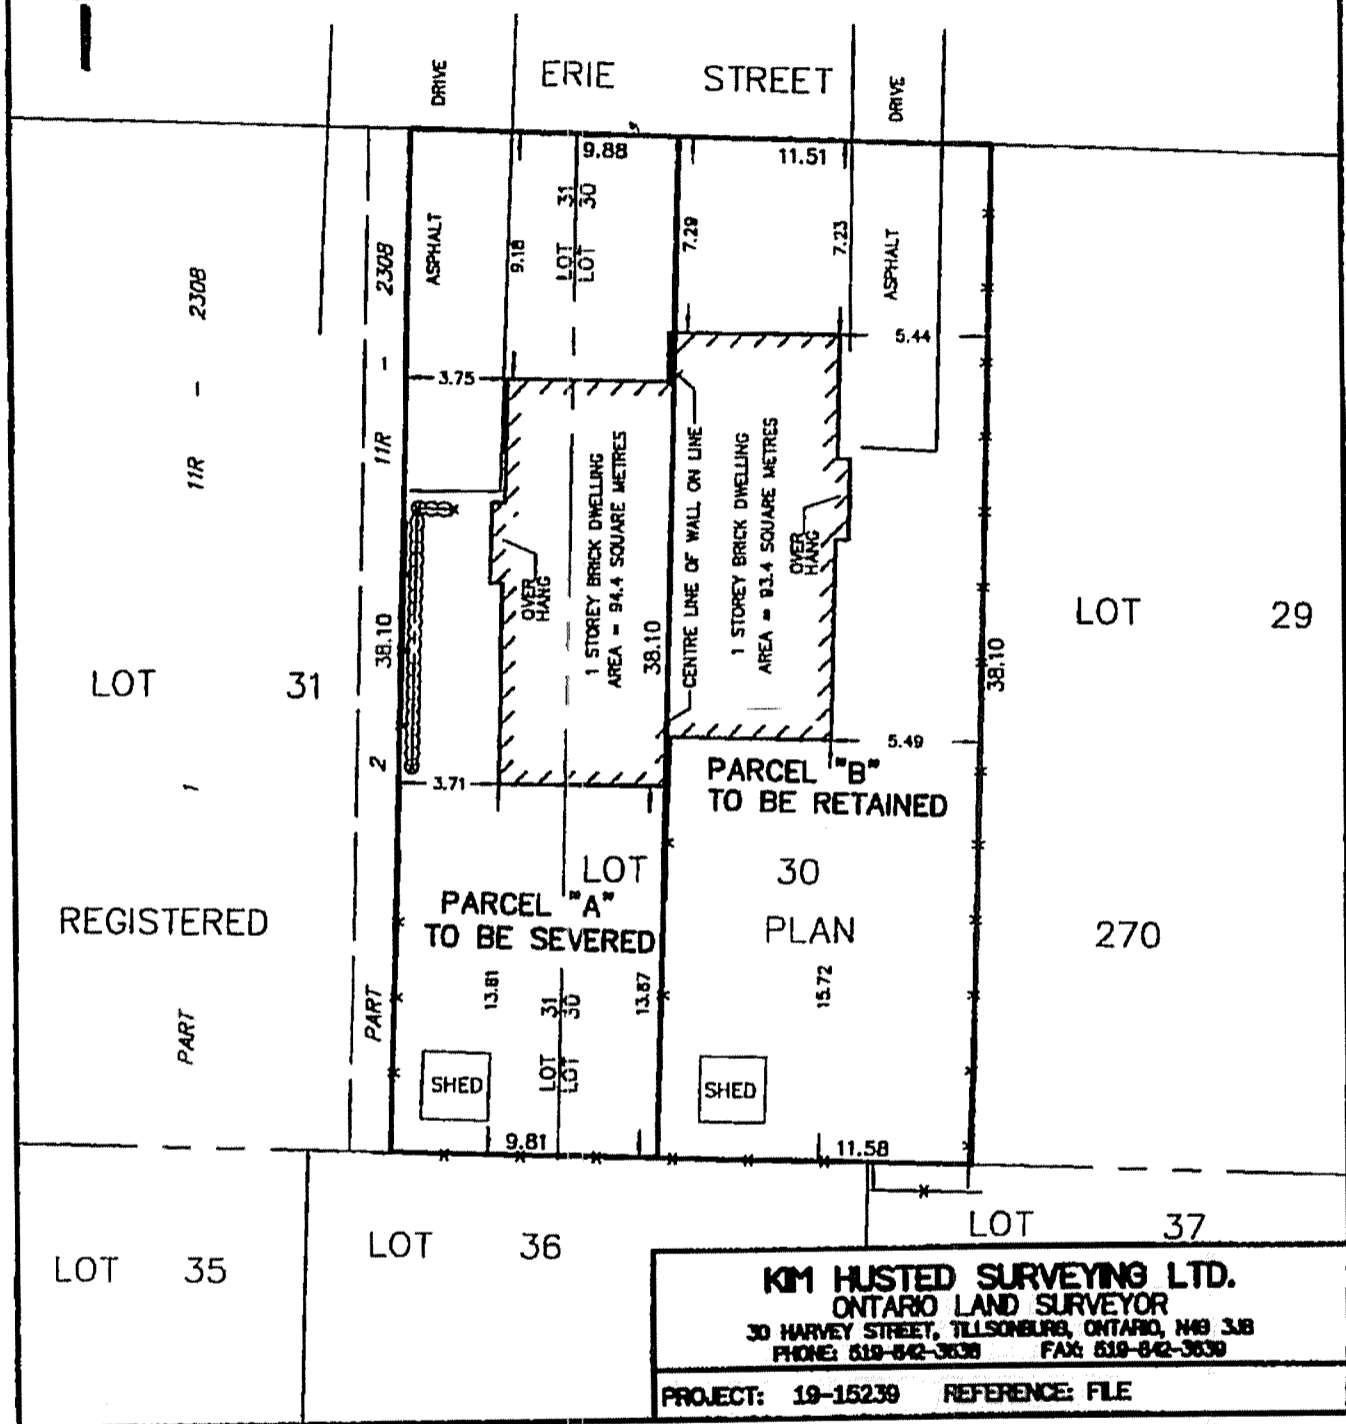 ERIE STREET
DRIVE
DRIVE
9.88
11.51
LOT 31
LOT 30
ASPHALT
9.18
7.29
7.23
ASPHALT
2308
11R - 2308
5.44
3.75
1 STOREY BRICK DWELLING
AREA = 94.4 SQUARE METRES
38.10
CENTRE LINE OF WALL ON LINE
1 STOREY BRICK DWELLING
AREA = 93.4 SQUARE METRES
OVER
HANG
OVER
HANG
-
11R
38.10
38.10
LOT 29
LOT 31
2
1
3.71
5.49
PARCEL "B"
TO BE RETAINED
LOT 30
PARCEL "A"
TO BE SEVERED
REGISTERED
PLAN
270
PART
PART
13.81
13.87
15.72
LOT 31
LOT 30
SHED
SHED
9.81
11.58
LOT 35
LOT 36
LOT 37
KIM HUSTED SURVEYING LTD.
ONTARIO LAND SURVEYOR
30 HARVEY STREET, TILLSONBURG, ONTARIO, N4G 3J8
PHONE: 519-842-3638 FAX: 519-842-3639
PROJECT: 19-15239 REFERENCE: FILE